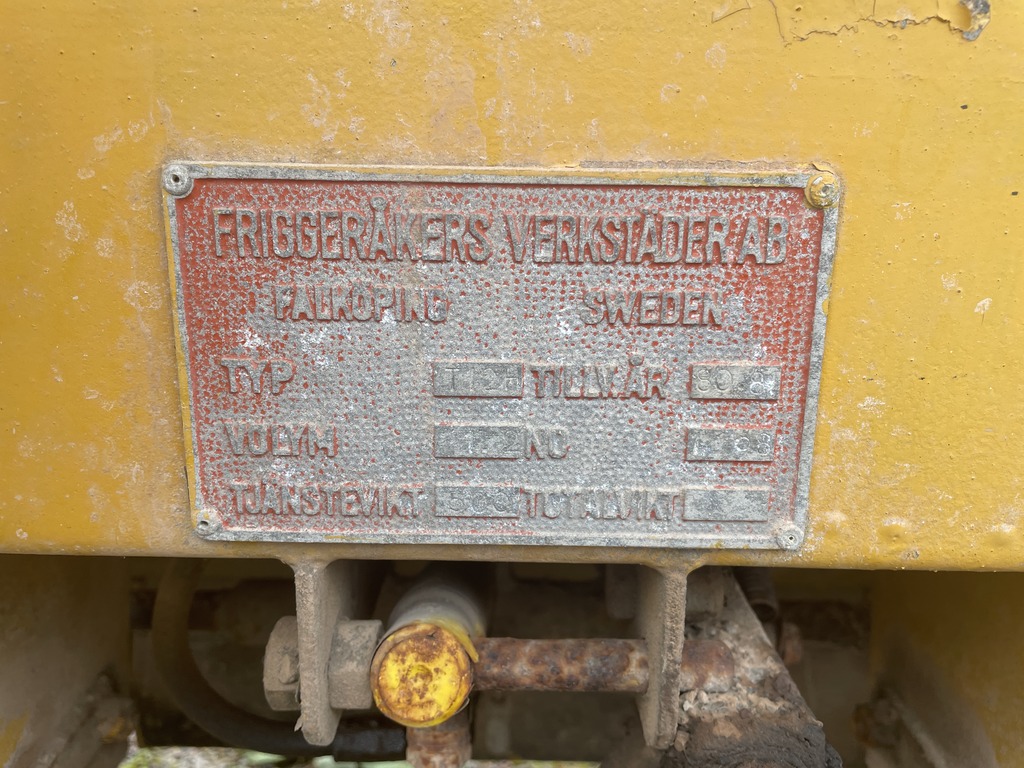 FRIGGERÅKERS VERKSTÄDER AB
FALKÖPING SWEDEN
TYP TILLV.ÅR
VOLYM NO
TJÄNSTEVIKT TOTALVIKT